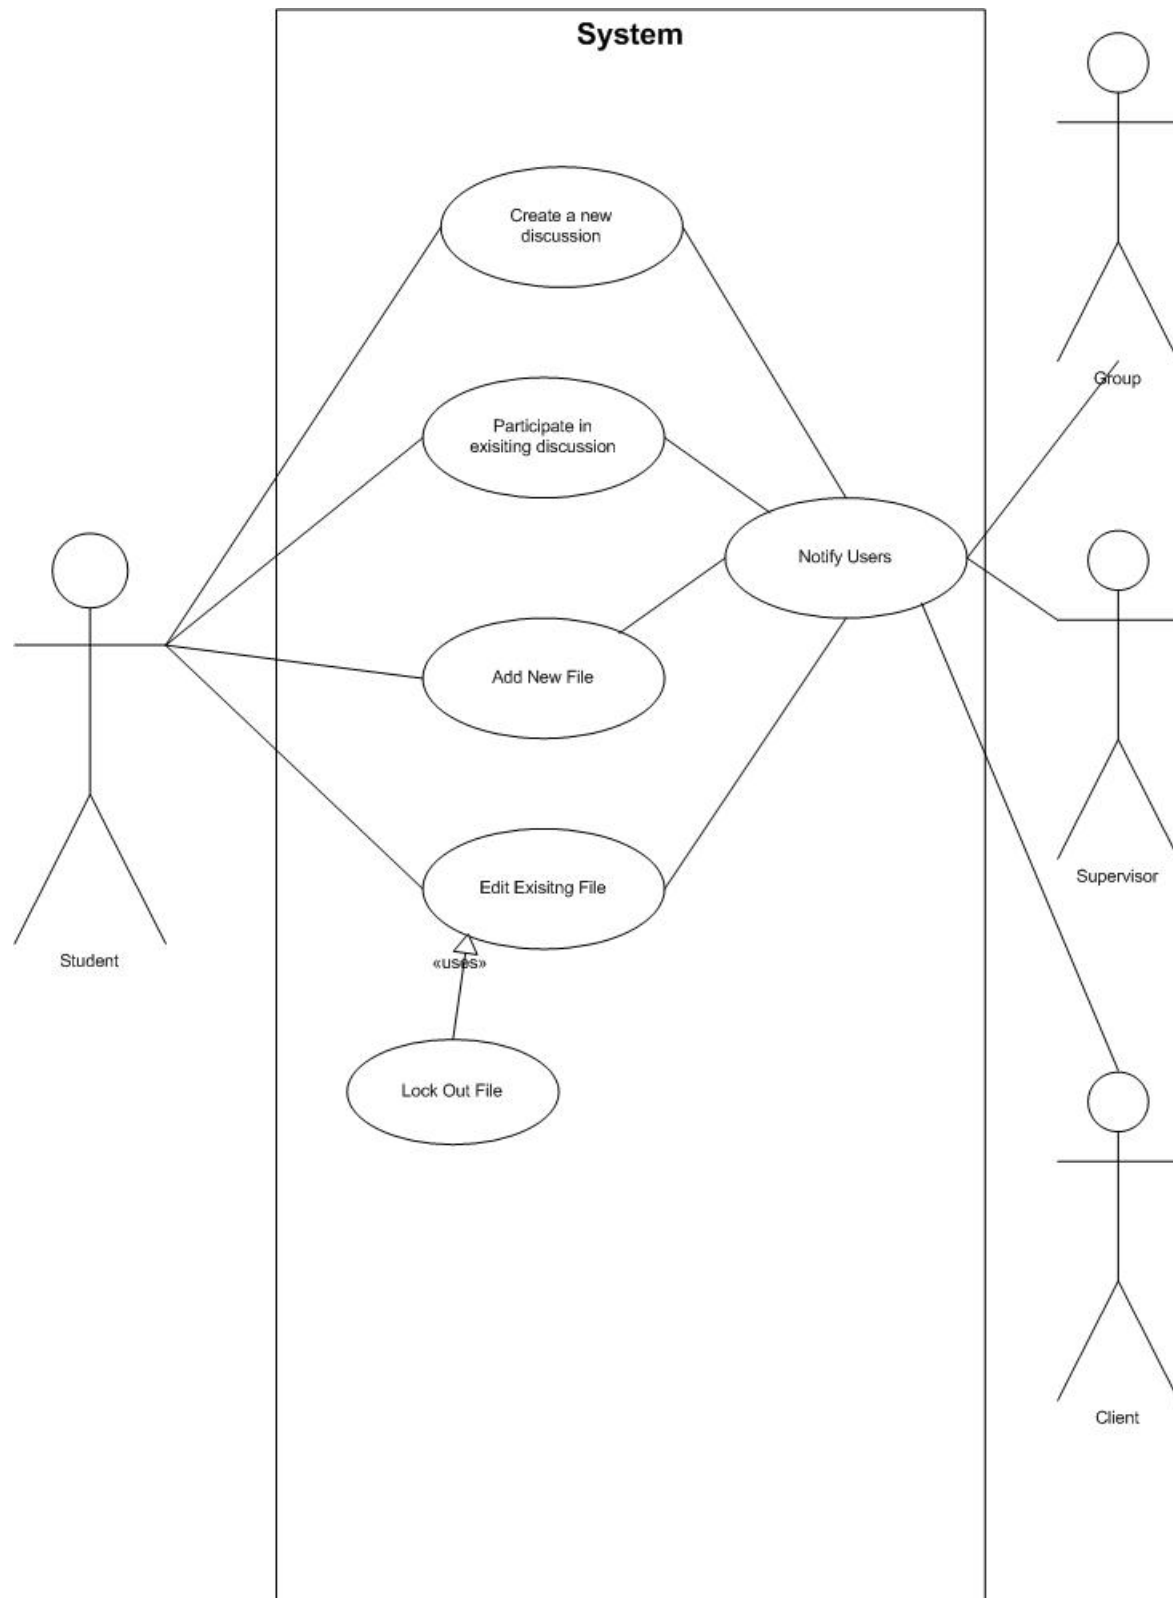 System
Create a new
discussion
Group
Participate in
exisiting discussion
Notify Users
Add New File
Supervisor
Edit Exisitng File
Student
«uses»
Lock Out File
Client